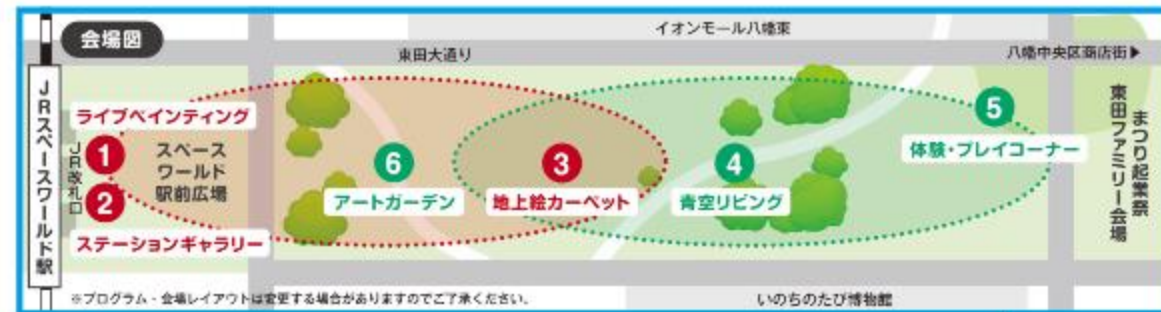 会場図
イオンモール八幡東
東田大通り
八幡中央区商店街▶
JRスペースワールド駅
JR改札口
ライブペインティング
1
2
ステーションギャラリー
スペース
ワールド
駅前広場
6
アートガーデン
3
地上絵カーペット
4
青空リビング
5
体験・プレイコーナー
まつり起業祭
東田ファミリー会場
※プログラム・会場レイアウトは変更する場合がありますのでご了承ください。
いのちのたび博物館